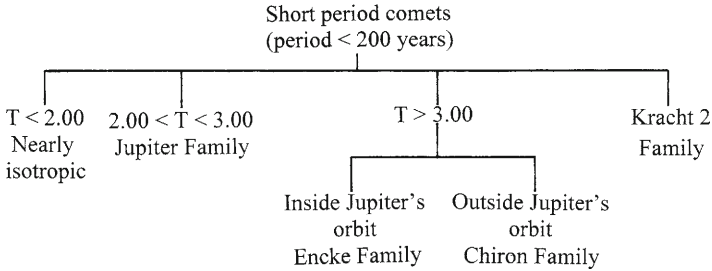 Short period comets
(period < 200 years)
T < 2.00
Nearly
isotropic
2.00 < T < 3.00
Jupiter Family
T > 3.00
Kracht 2
Family
Inside Jupiter's
orbit
Encke Family
Outside Jupiter's
orbit
Chiron Family